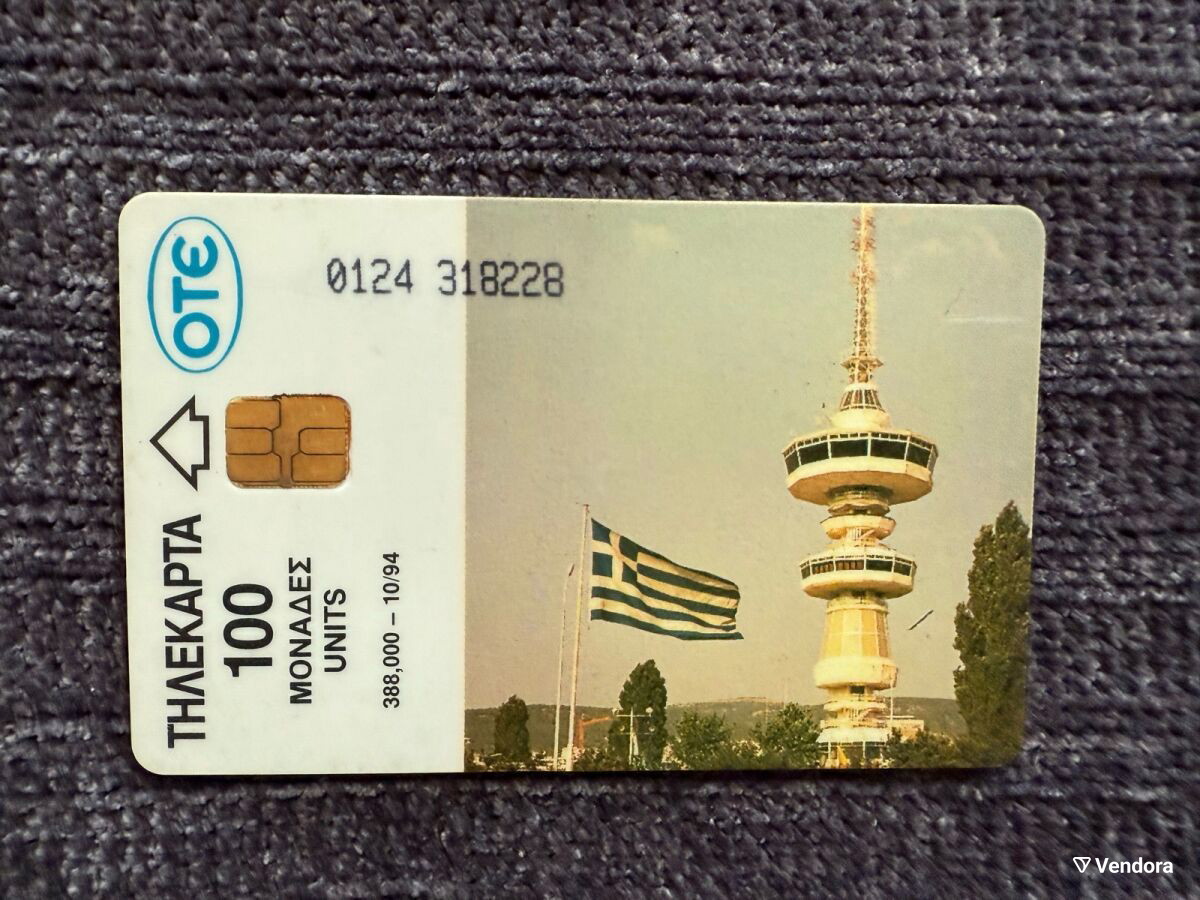 ΟΤΕ
0124 318228
ΤΗΛΕΚΑΡΤΑ
100
ΜΟΝΑΔΕΣ
UNITS
388,000 – 10/94
Vendora